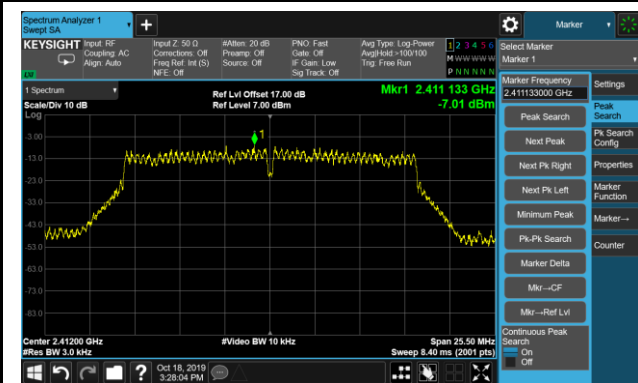 Spectrum Analyzer 1
Swept SA
Marker
KEYSIGHT
Input: RF
Coupling: AC
Align: Auto
Input Z: 50 Ω
Corrections: Off
Freq Ref: Int (S)
NFE: Off
#Atten: 20 dB
Preamp: Off
Source: Off
PNO: Fast
Gate: Off
IF Gain: Low
Sig Track: Off
Avg Type: Log-Power
Avg|Hold:>100/100
Trig: Free Run
1 2 3 4 5 6
M W W W W W
P N N N N N
Select Marker
Marker 1
1 Spectrum
Scale/Div 10 dB
Log
Ref Lvl Offset 17.00 dB
Ref Level 7.00 dBm
Mkr1 2.411 133 GHz
-7.01 dBm
1
-3.00
-13.0
-23.0
-33.0
-43.0
-53.0
-63.0
-73.0
-83.0
Center 2.41200 GHz
#Res BW 3.0 kHz
#Video BW 10 kHz
Span 25.50 MHz
Sweep 8.40 ms (2001 pts)
Marker Frequency
2.411133000 GHz
Peak Search
Next Peak
Next Pk Right
Next Pk Left
Minimum Peak
Pk-Pk Search
Marker Delta
Mkr→CF
Mkr→Ref Lvl
Continuous Peak
Search
On
Off
Settings
Peak
Search
Pk Search
Config
Properties
Marker
Function
Marker→
Counter
Oct 18, 2019
3:28:04 PM